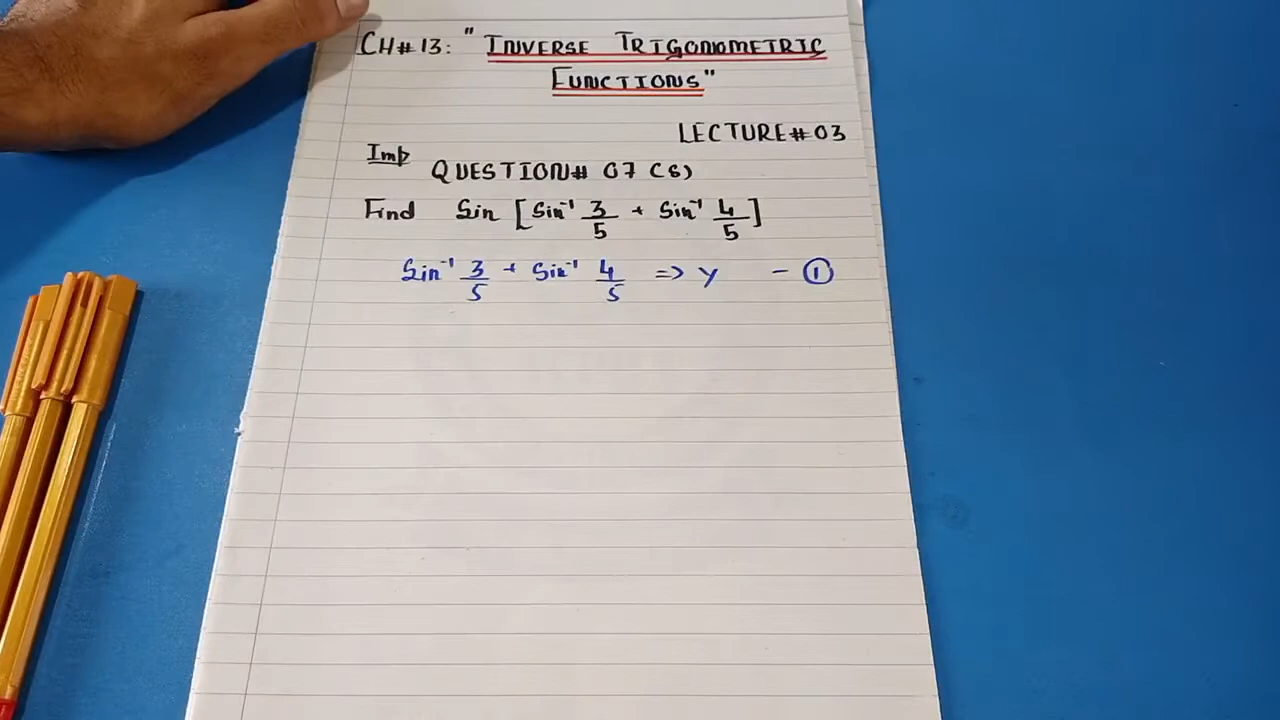 CH# 13: " INVERSE TRIGONOMETRIC
FUNCTIONS"
LECTURE# 03
Imp
QUESTION# 07 (8)
Find Sin [Sin⁻¹ 3/5 + Sin⁻¹ 4/5]
Sin⁻¹ 3/5 + Sin⁻¹ 4/5 => y - ①